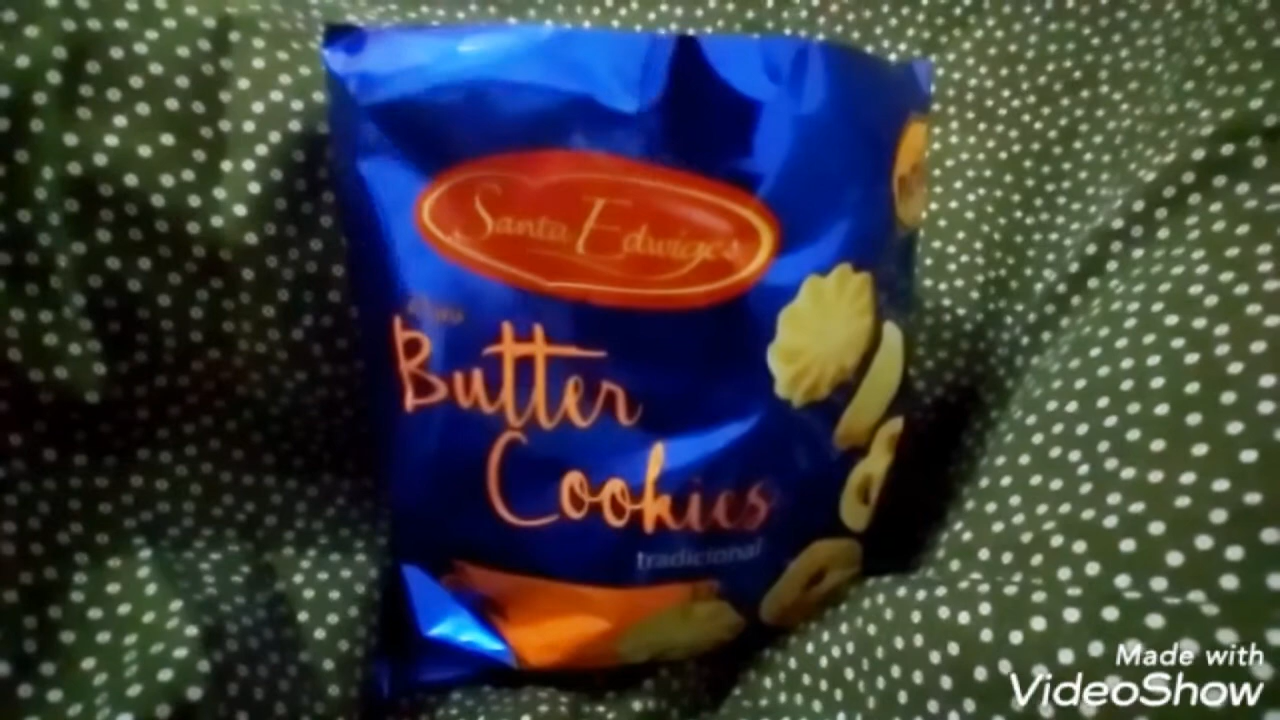 Santa Edwiges
Butter
Cookies
tradicional
Made with
VideoShow